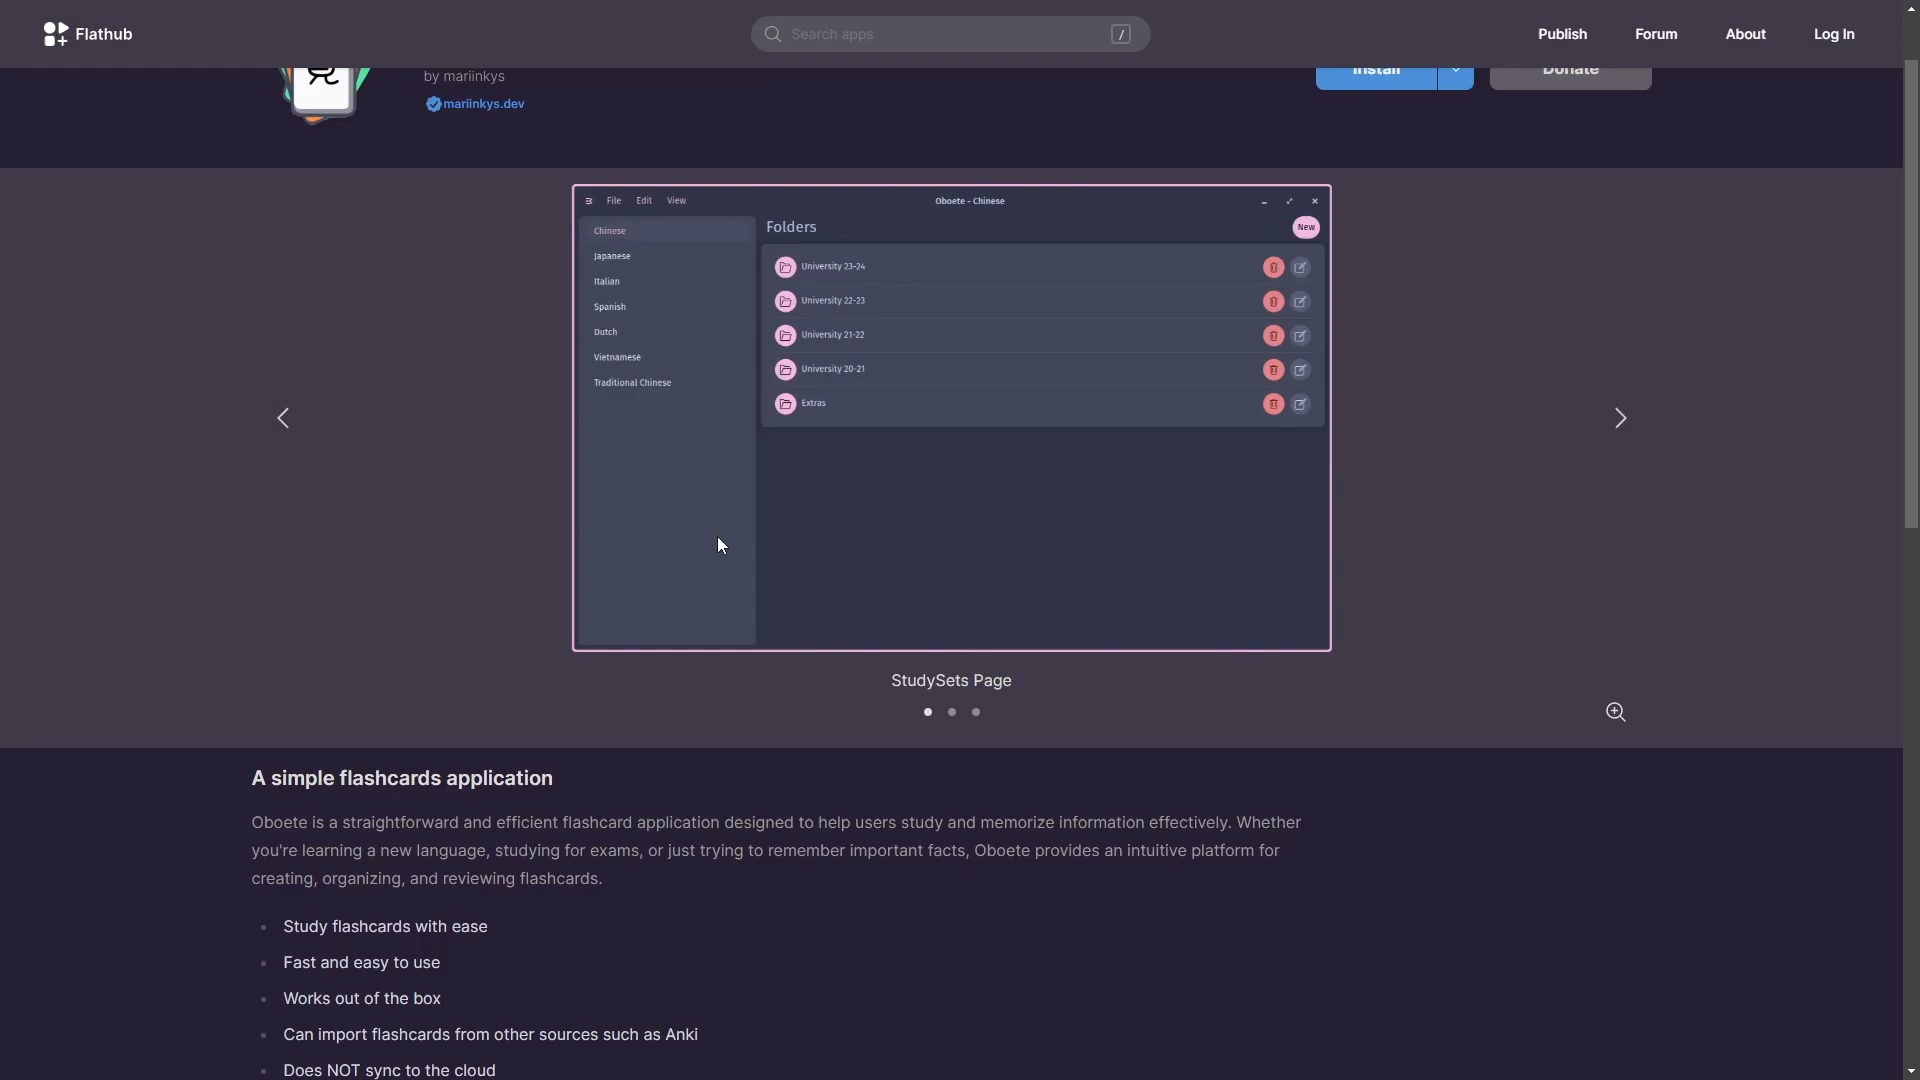 Flathub
Search apps
/
Publish
Forum
About
Log In
by mariinkys
Install
Donate
mariinkys.dev
File Edit View
Oboete - Chinese
Chinese
Japanese
Italian
Spanish
Dutch
Vietnamese
Traditional Chinese
Folders
New
University 23-24
University 22-23
University 21-22
University 20-21
Extras
StudySets Page
A simple flashcards application
Oboete is a straightforward and efficient flashcard application designed to help users study and memorize information effectively. Whether
you're learning a new language, studying for exams, or just trying to remember important facts, Oboete provides an intuitive platform for
creating, organizing, and reviewing flashcards.
Study flashcards with ease
Fast and easy to use
Works out of the box
Can import flashcards from other sources such as Anki
Does NOT sync to the cloud